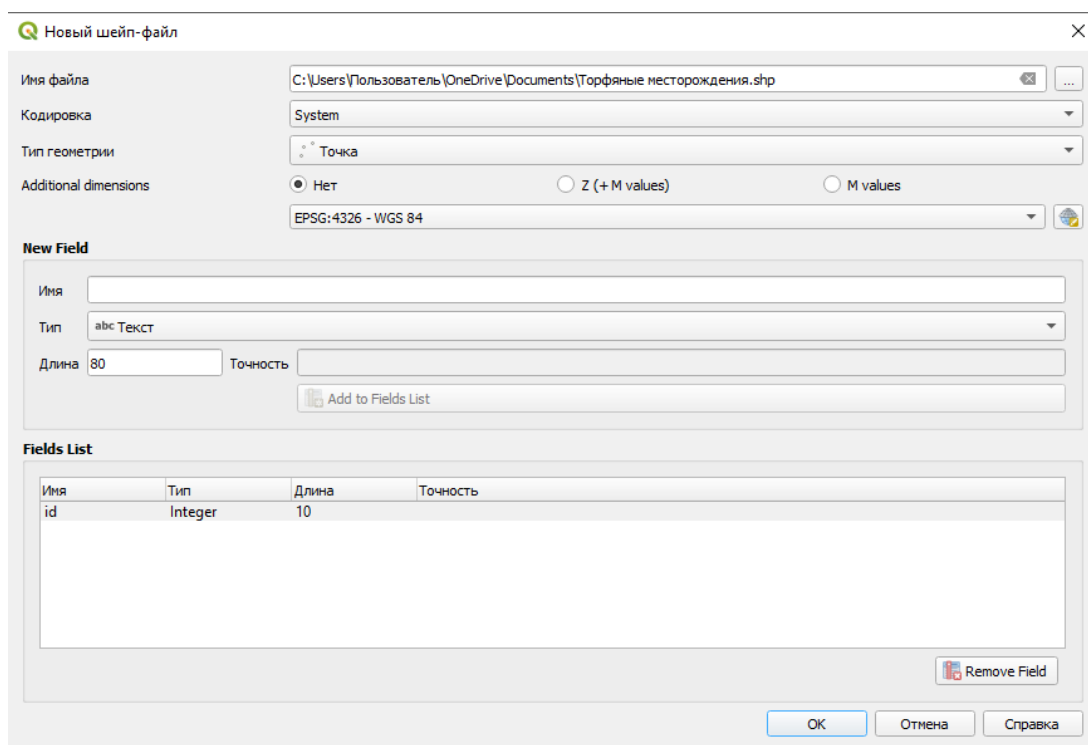 Новый шейп-файл
Имя файла C:\Users\Пользователь\OneDrive\Documents\Торфяные месторождения.shp ...
Кодировка System
Тип геометрии Точка
Additional dimensions Нет Z (+ M values) M values
EPSG:4326 - WGS 84
New Field
Имя
Тип abc Текст
Длина 80 Точность
Add to Fields List
Fields List
Имя Тип Длина Точность
id Integer 10
Remove Field
OK Отмена Справка